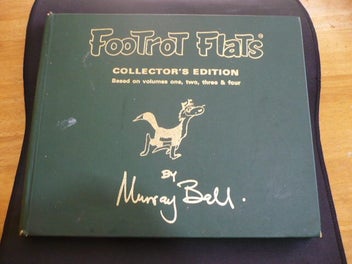 FOOTROT FLATS®
COLLECTOR'S EDITION
Based on volumes one, two, three & four
BY
Murray Ball.